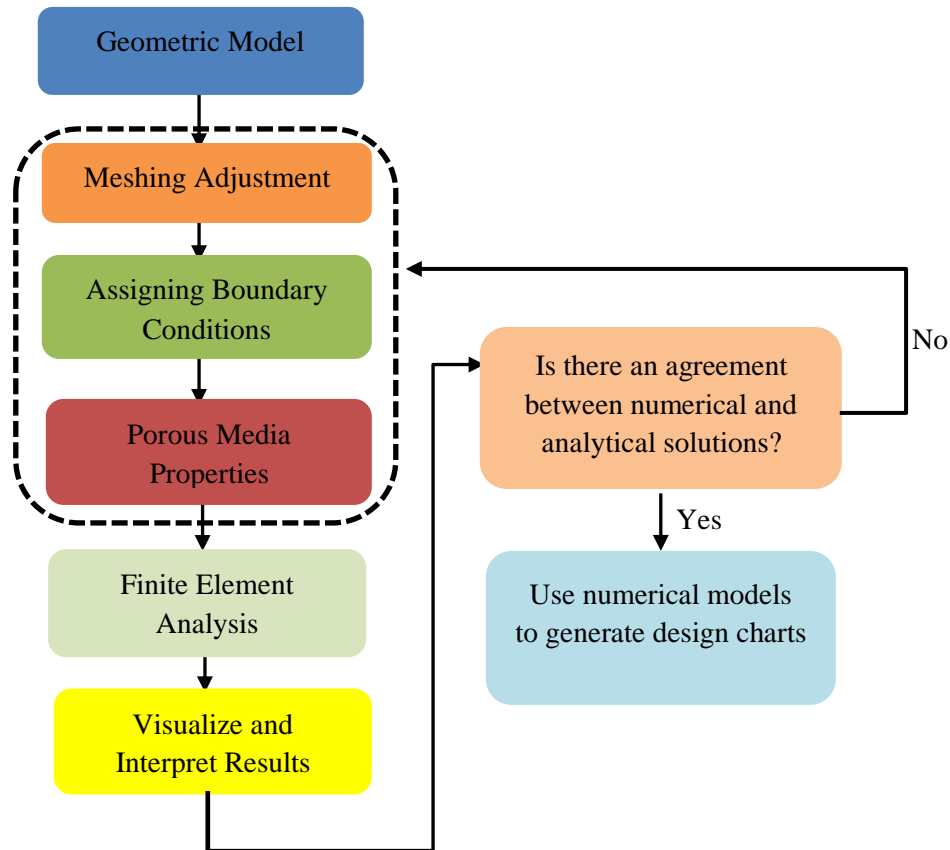 Geometric Model
Meshing Adjustment
Assigning Boundary
Conditions
Porous Media
Properties
Finite Element
Analysis
Visualize and
Interpret Results
Is there an agreement
between numerical and
analytical solutions?
No
Yes
Use numerical models
to generate design charts